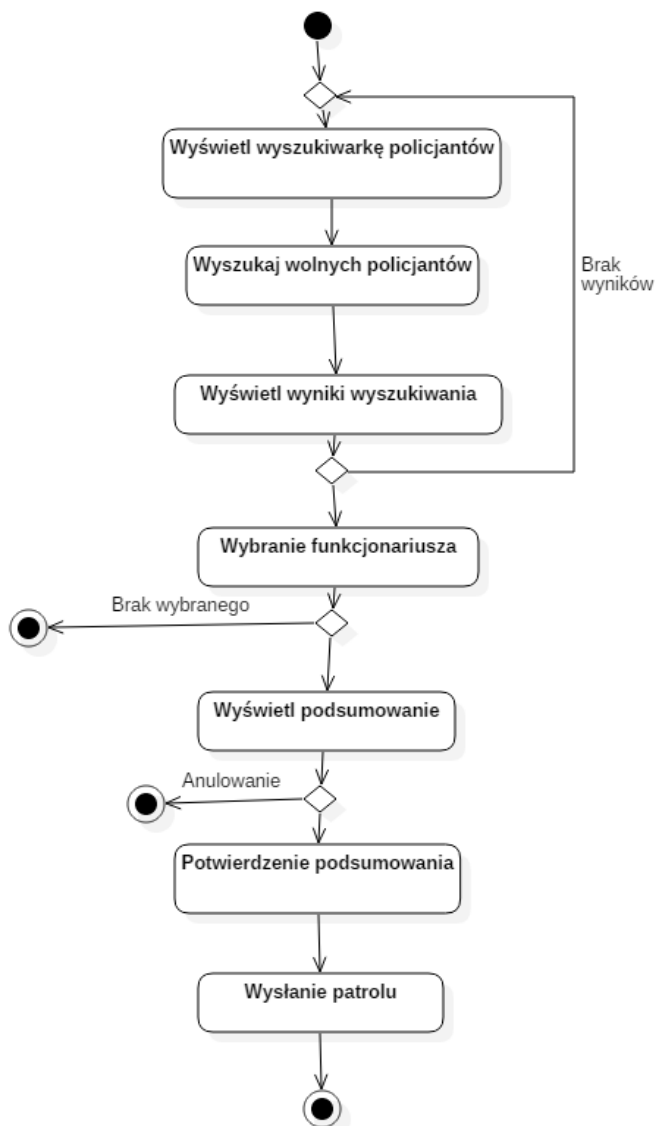 Wyświetl wyszukiwarkę policjantów
Wyszukaj wolnych policjantów
Brak
wyników
Wyświetl wyniki wyszukiwania
Wybranie funkcjonariusza
Brak wybranego
Wyświetl podsumowanie
Anulowanie
Potwierdzenie podsumowania
Wysłanie patrolu